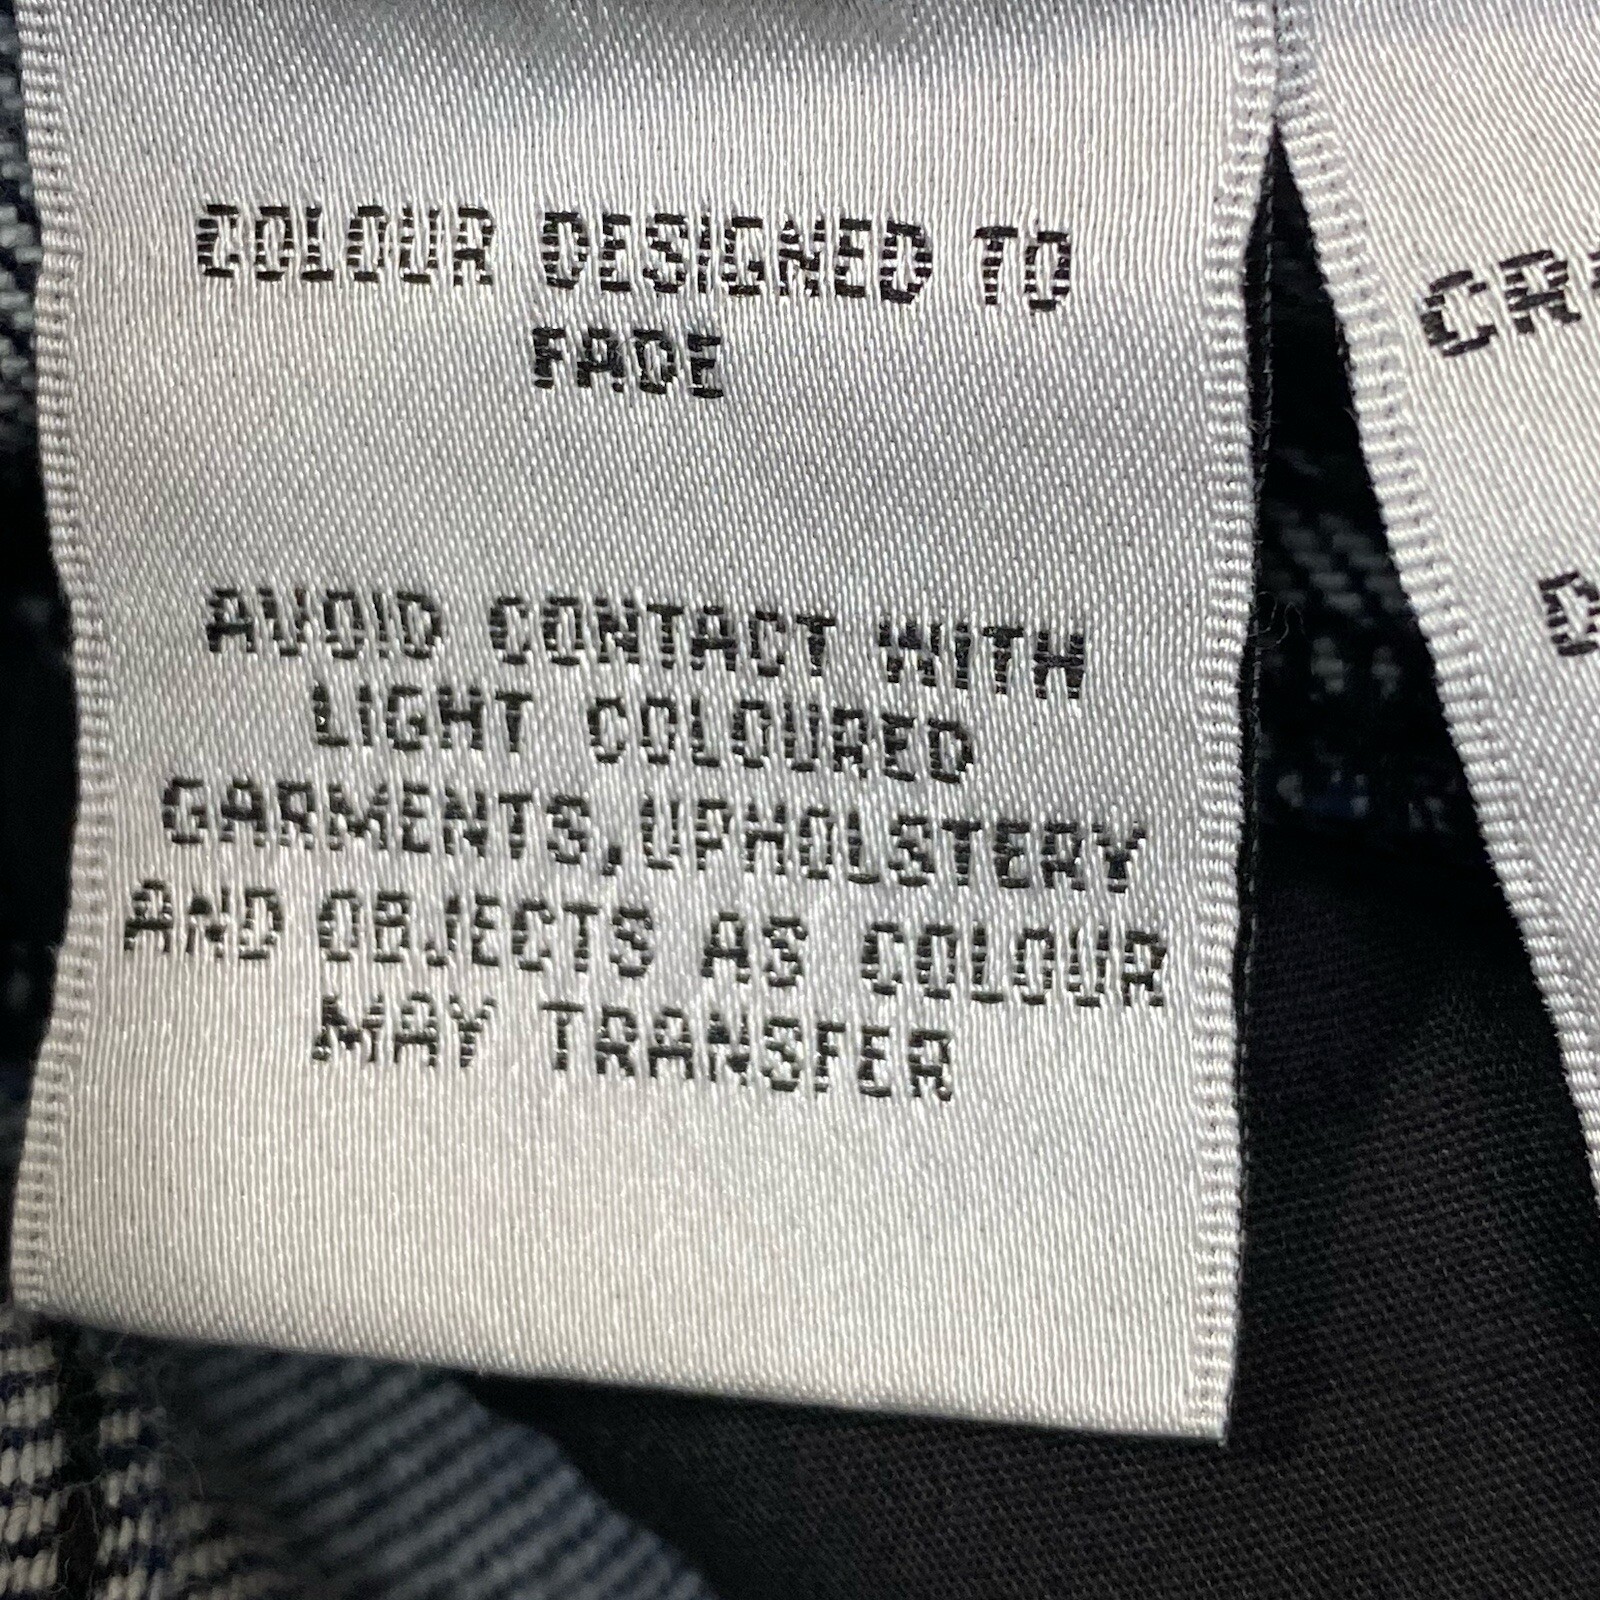 COLOUR DESIGNED TO
FADE
AVOID CONTACT WITH
LIGHT COLOURED
GARMENTS,UPHOLSTERY
AND OBJECTS AS COLOUR
MAY TRANSFER